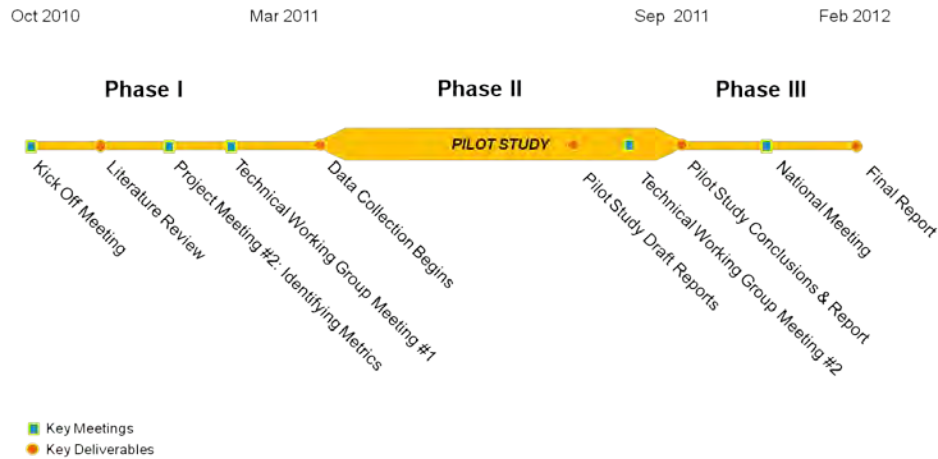 Oct 2010
Mar 2011
Sep 2011
Feb 2012
Phase I
Phase II
Phase III
PILOT STUDY
Kick Off Meeting
Literature Review
Project Meeting #2: Identifying Metrics
Technical Working Group Meeting #1
Data Collection Begins
Pilot Study Draft Reports
Technical Working Group Meeting #2
Pilot Study Conclusions & Report
National Meeting
Final Report
Key Meetings
Key Deliverables